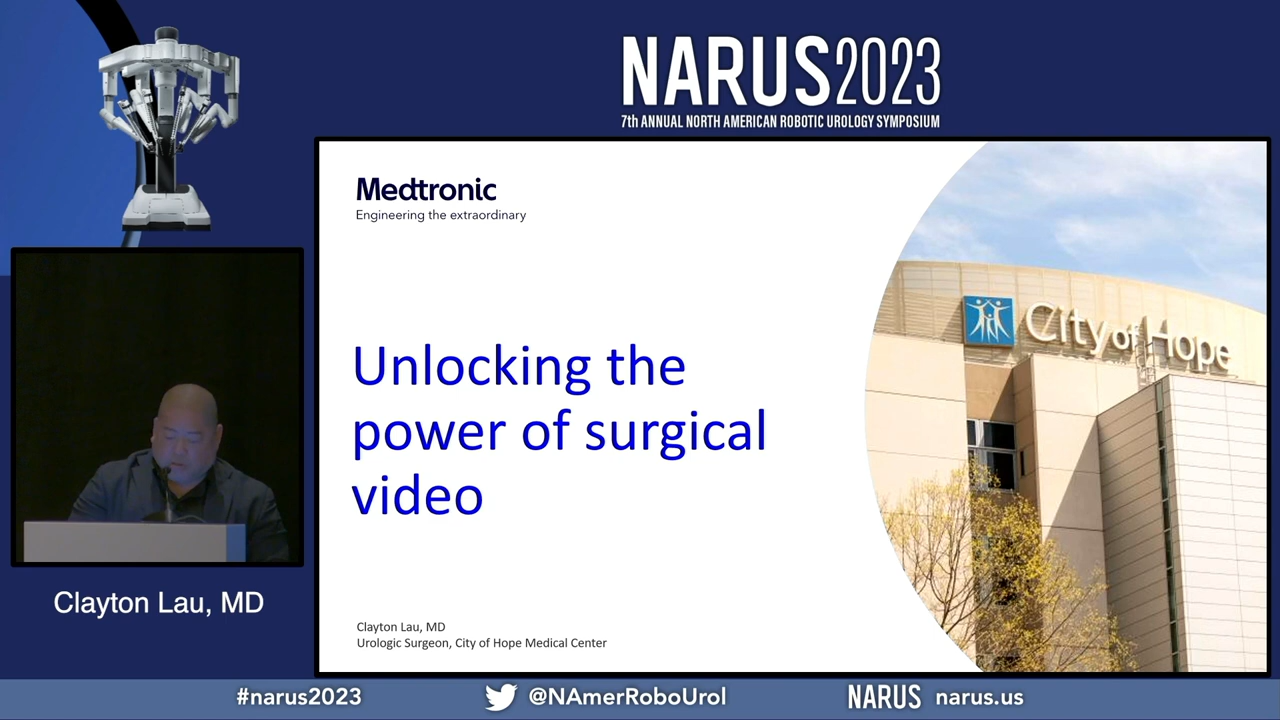 NARUS2023
7th ANNUAL NORTH AMERICAN ROBOTIC UROLOGY SYMPOSIUM
Medtronic
Engineering the extraordinary
City of Hope
Unlocking the
power of surgical
video
Clayton Lau, MD
Urologic Surgeon, City of Hope Medical Center
Clayton Lau, MD
#narus2023
@NAmerRoboUrol
NARUS narus.us